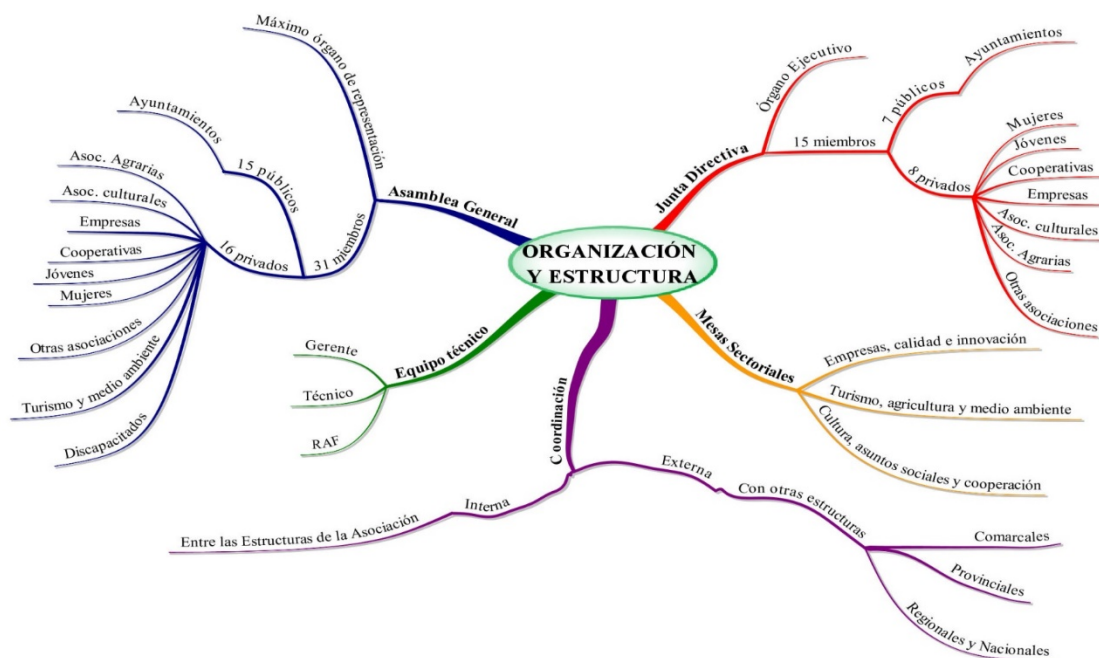 ORGANIZACIÓN
Y ESTRUCTURA
Asamblea General
Máximo órgano de representación
31 miembros
15 públicos
Ayuntamientos
16 privados
Asoc. Agrarias
Asoc. culturales
Empresas
Cooperativas
Jóvenes
Mujeres
Otras asociaciones
Turismo y medio ambiente
Discapacitados
Junta Directiva
Órgano Ejecutivo
15 miembros
7 públicos
Ayuntamientos
8 privados
Mujeres
Jóvenes
Cooperativas
Empresas
Asoc. culturales
Asoc. Agrarias
Otras asociaciones
Equipo técnico
Gerente
Técnico
RAF
Mesas Sectoriales
Empresas, calidad e innovación
Turismo, agricultura y medio ambiente
Cultura, asuntos sociales y cooperación
Coordinación
Interna
Entre las Estructuras de la Asociación
Externa
Con otras estructuras
Comarcales
Provinciales
Regionales y Nacionales